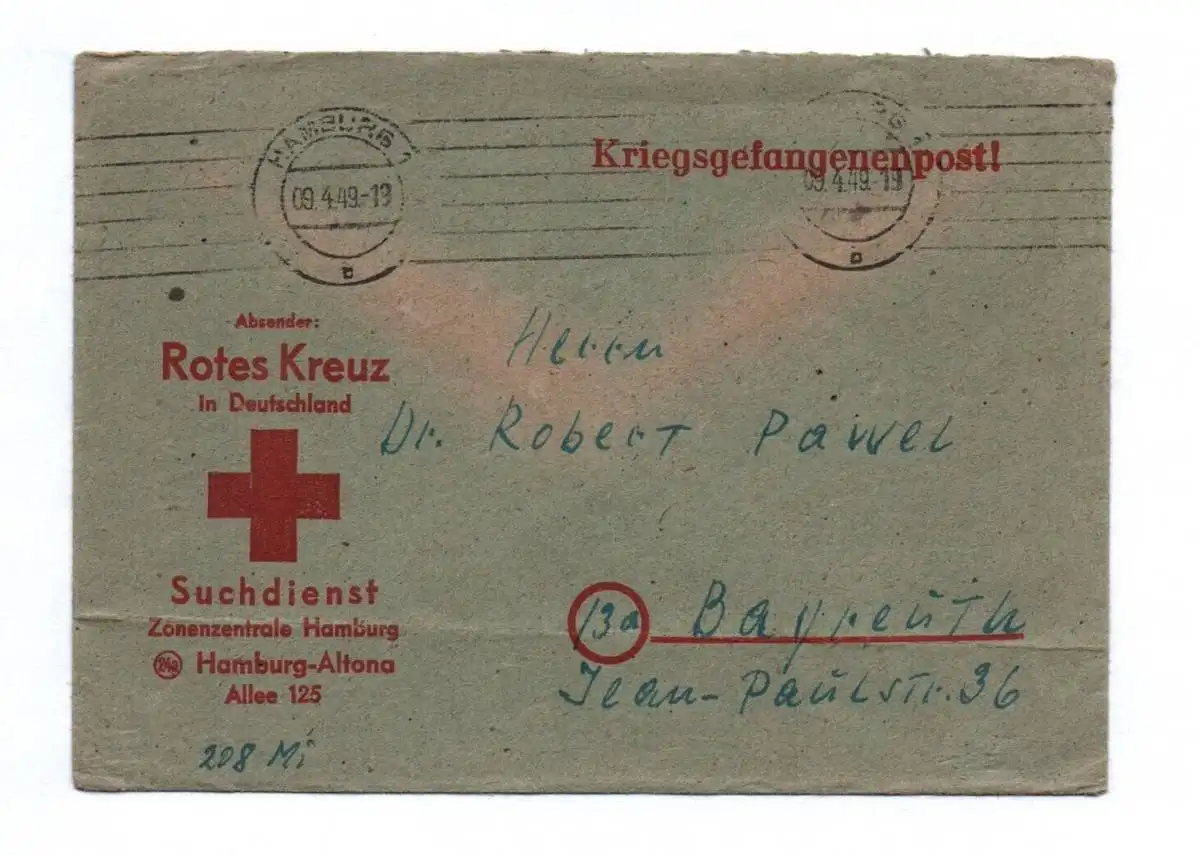 HAMBURG 1
09.4.49.-19
b
Kriegsgefangenenpost!
09.4.49.-19
b
Absender:
Rotes Kreuz
in Deutschland
Suchdienst
Zonenzentrale Hamburg
24a Hamburg-Altona
Allee 125
208 Mi
Herrn
Dr. Robert Pawel
13a Bayreuth
Jean-Paulstr. 36